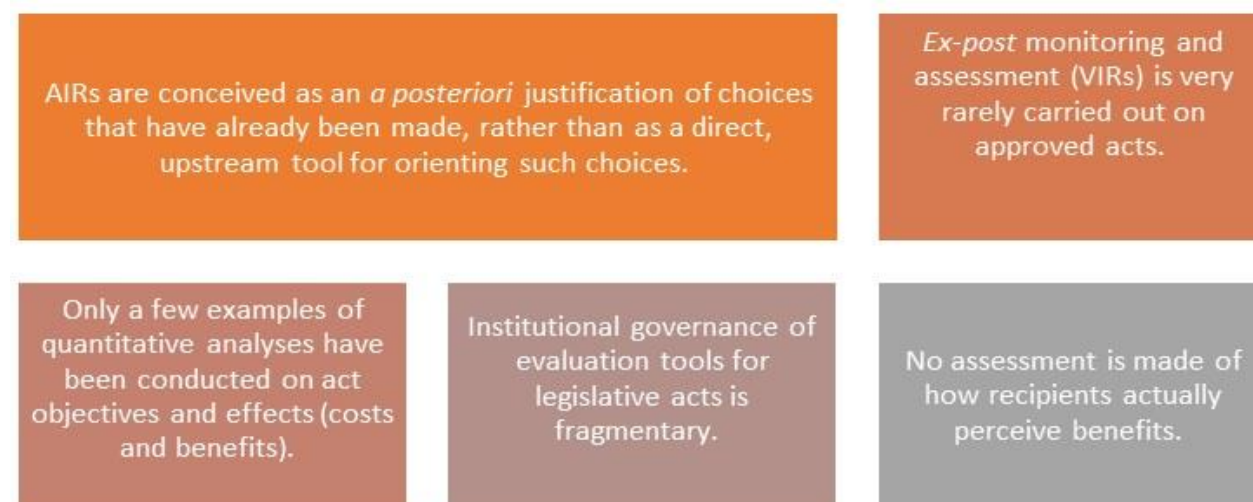 AIRs are conceived as an a posteriori justification of choices
that have already been made, rather than as a direct,
upstream tool for orienting such choices.
Ex-post monitoring and
assessment (VIRs) is very
rarely carried out on
approved acts.
Only a few examples of
quantitative analyses have
been conducted on act
objectives and effects (costs
and benefits).
Institutional governance of
evaluation tools for
legislative acts is
fragmentary.
No assessment is made of
how recipients actually
perceive benefits.